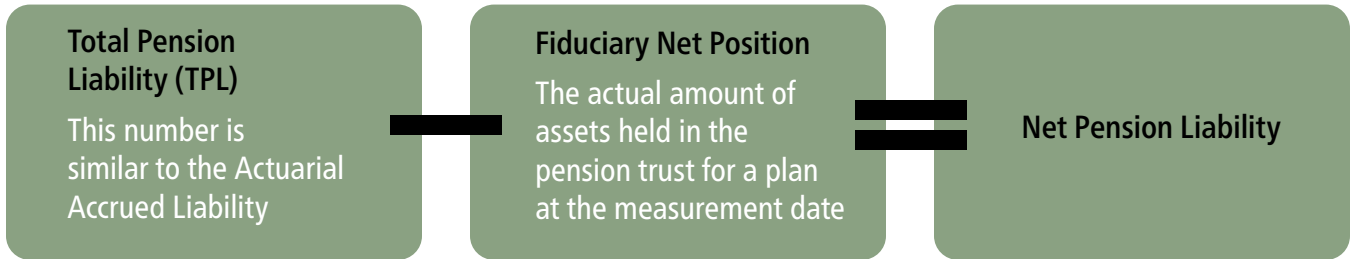 Total Pension
Liability (TPL)
This number is
similar to the Actuarial
Accrued Liability
Fiduciary Net Position
The actual amount of
assets held in the
pension trust for a plan
at the measurement date
Net Pension Liability